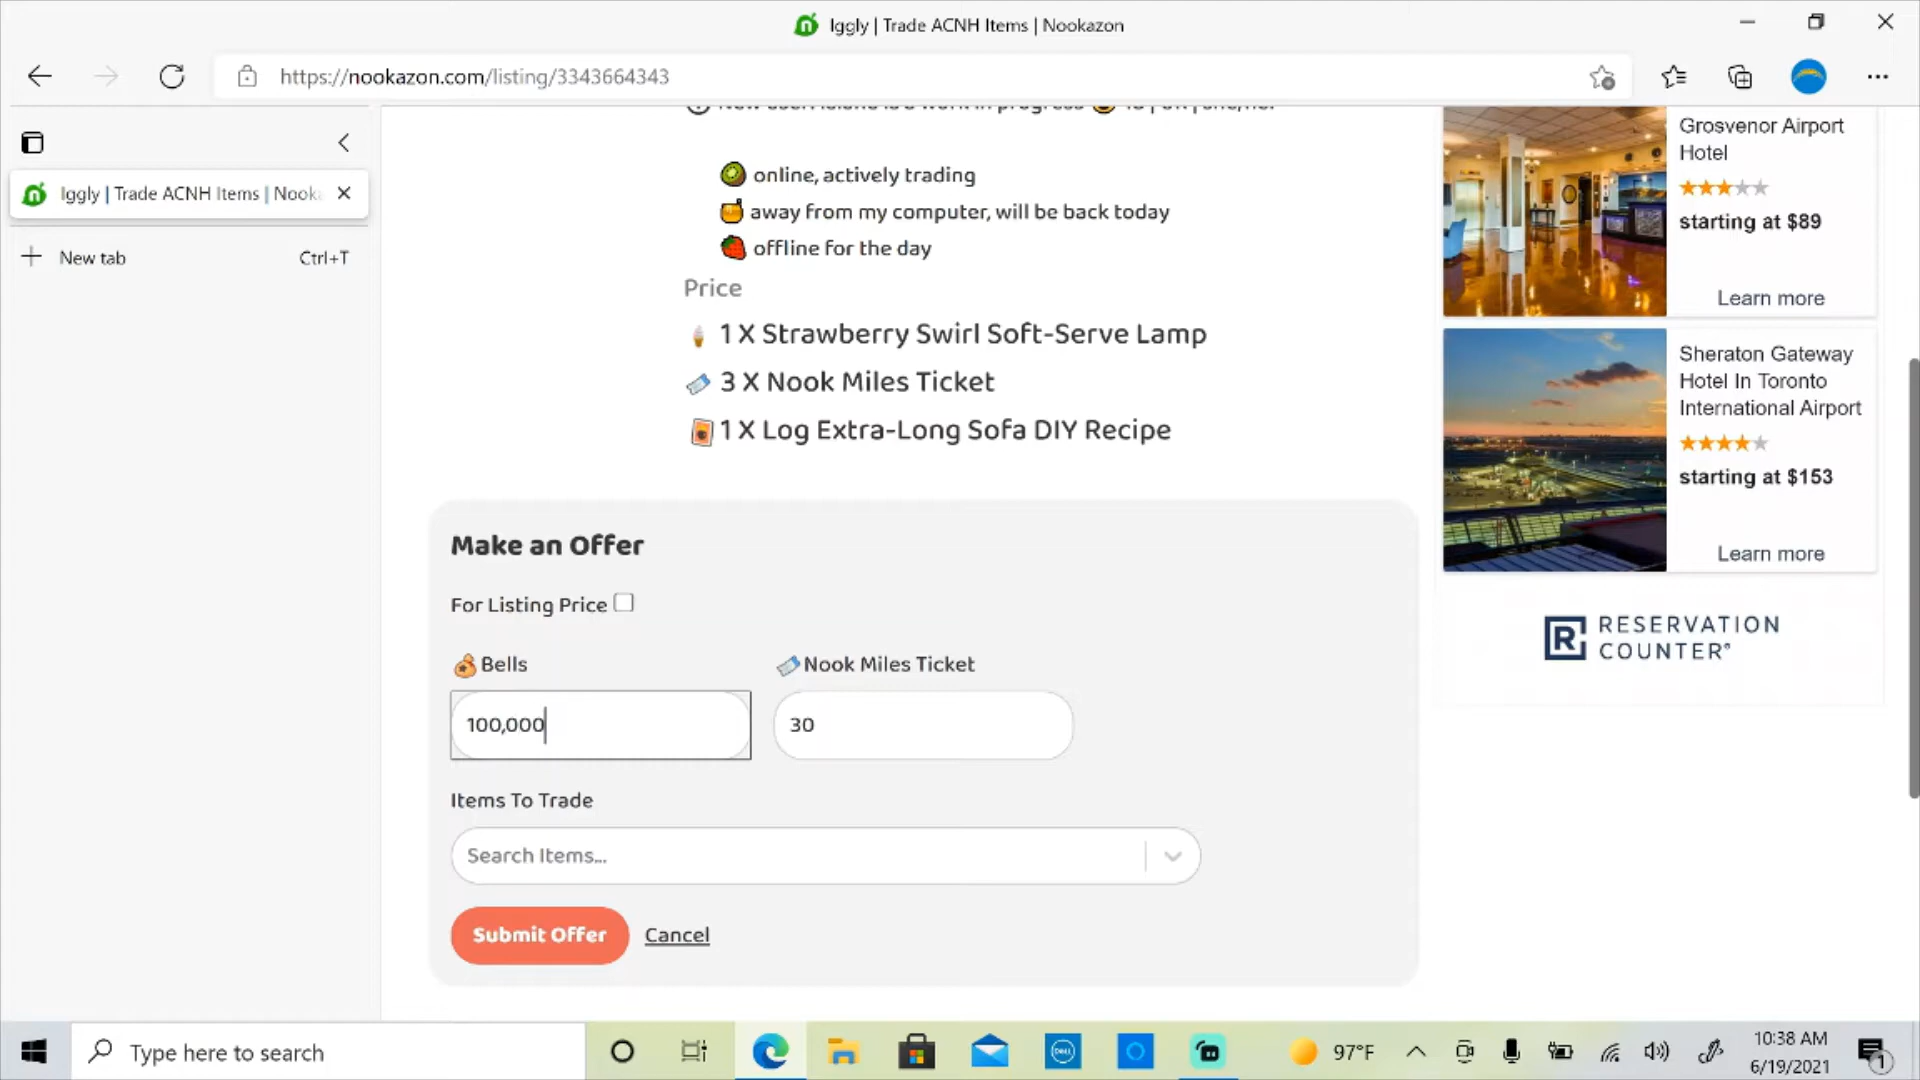 Iggly | Trade ACNH Items | Nookazon
https://nookazon.com/listing/3343664343
Iggly | Trade ACNH Items | Nook
New tab
Ctrl+T
online, actively trading
away from my computer, will be back today
offline for the day
Price
1 X Strawberry Swirl Soft-Serve Lamp
3 X Nook Miles Ticket
1 X Log Extra-Long Sofa DIY Recipe
Make an Offer
For Listing Price
Bells
Nook Miles Ticket
100,000
30
Items To Trade
Search Items...
Submit Offer
Cancel
Grosvenor Airport
Hotel
starting at $89
Learn more
Sheraton Gateway
Hotel In Toronto
International Airport
starting at $153
Learn more
R
RESERVATION
COUNTER®
Type here to search
DELL
97°F
10:38 AM
6/19/2021
1